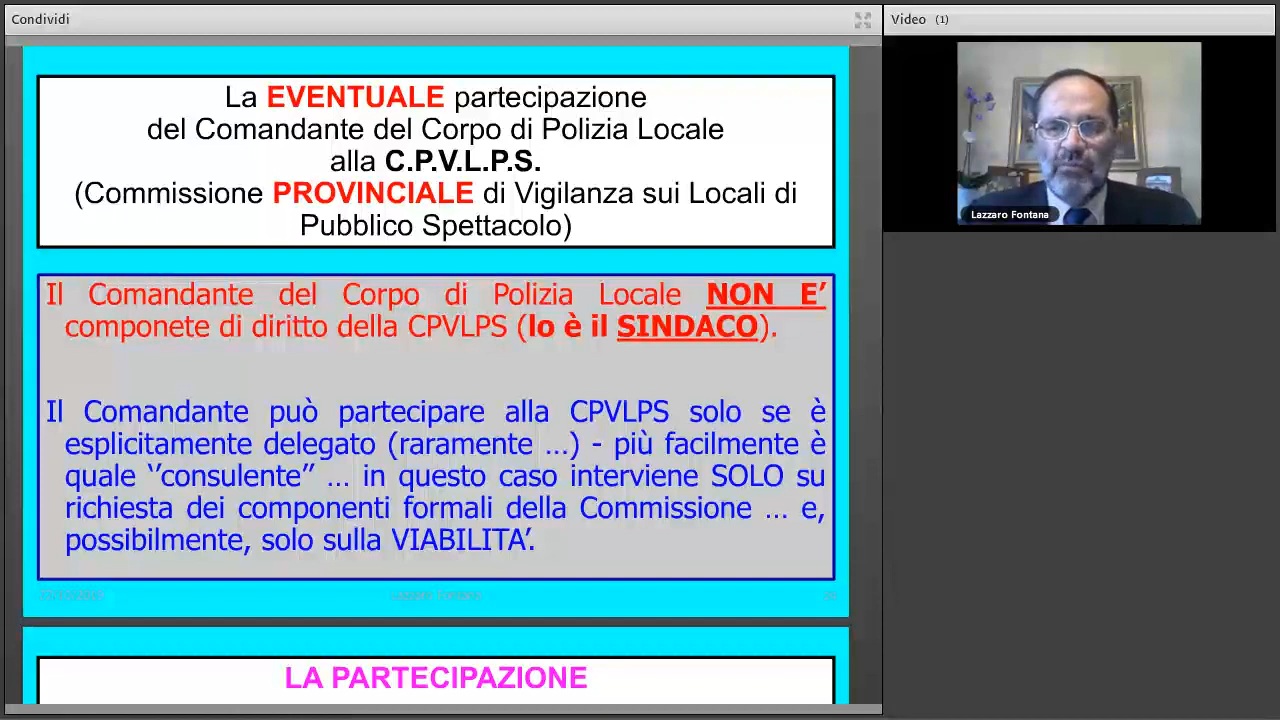 Condividi
Video (1)
La EVENTUALE partecipazione
del Comandante del Corpo di Polizia Locale
alla C.P.V.L.P.S.
(Commissione PROVINCIALE di Vigilanza sui Locali di
Pubblico Spettacolo)
Il Comandante del Corpo di Polizia Locale NON E’
componete di diritto della CPVLPS (lo è il SINDACO).
Il Comandante può partecipare alla CPVLPS solo se è
esplicitamente delegato (raramente …) - più facilmente è
quale ‘’consulente’’ … in questo caso interviene SOLO su
richiesta dei componenti formali della Commissione … e,
possibilmente, solo sulla VIABILITA’.
Lazzaro Fontana
LA PARTECIPAZIONE
Lazzaro Fontana